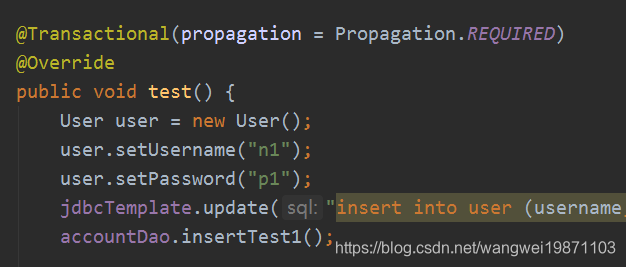 @Transactional(propagation = Propagation.REQUIRED)
@Override
public void test() {
User user = new User();
user.setUsername("n1");
user.setPassword("p1");
jdbcTemplate.update( sql: "insert into user (username,
accountDao.insertTest1();
https://blog.csdn.net/wangwei19871103